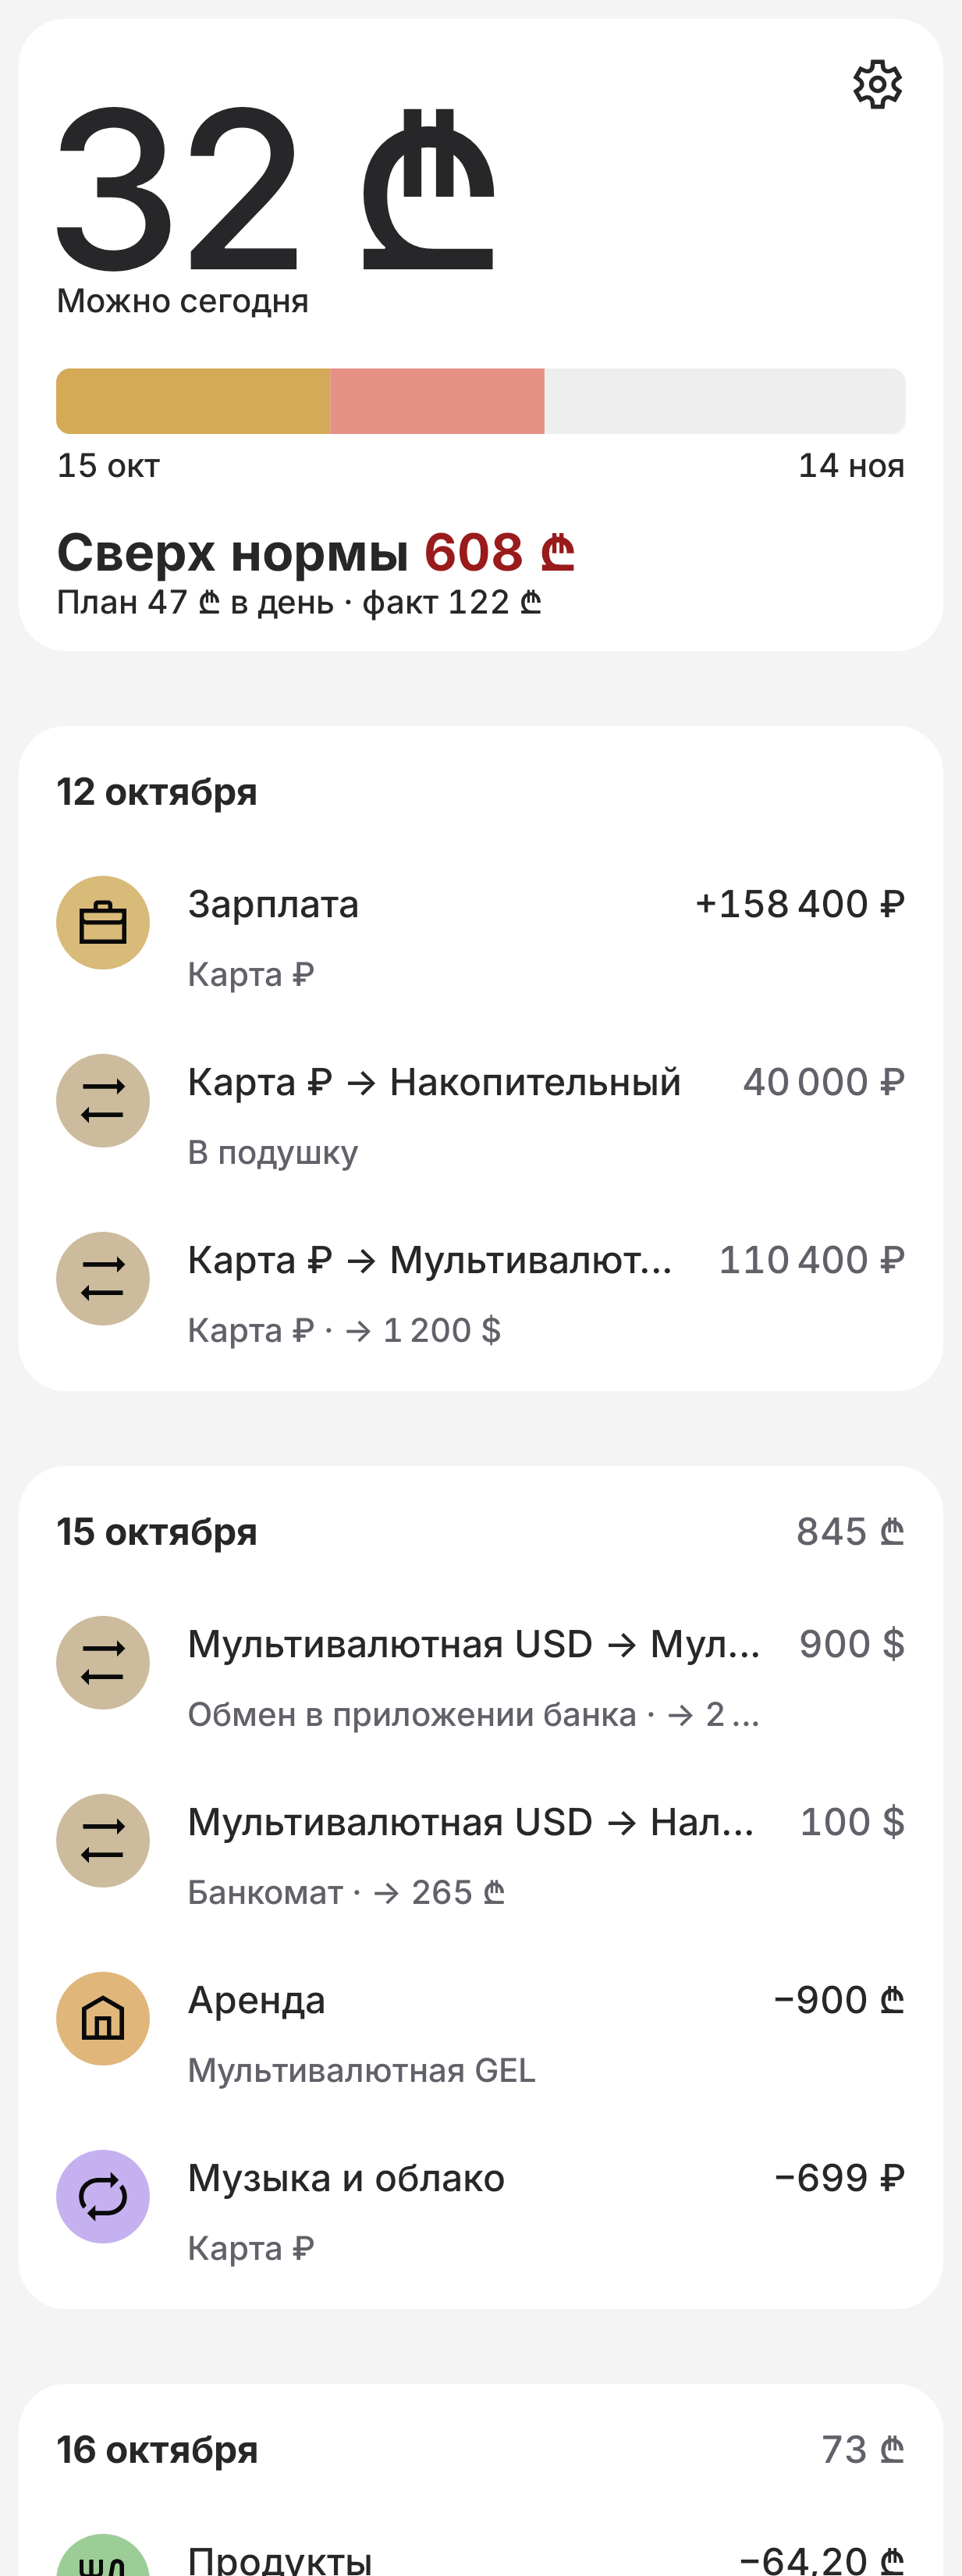 32 ₾
Можно сегодня
15 окт 14 ноя
Сверх нормы 608 ₾
План 47 ₾ в день · факт 122 ₾
12 октября
Зарплата +158 400 ₽
Карта ₽
Карта ₽ → Накопительный 40 000 ₽
В подушку
Карта ₽ → Мультивалют... 110 400 ₽
Карта ₽ · → 1 200 $
15 октября 845 ₾
Мультивалютная USD → Мул... 900 $
Обмен в приложении банка · → 2 ...
Мультивалютная USD → Нал... 100 $
Банкомат · → 265 ₾
Аренда −900 ₾
Мультивалютная GEL
Музыка и облако −699 ₽
Карта ₽
16 октября 73 ₾
Продукты −64,20 ₾